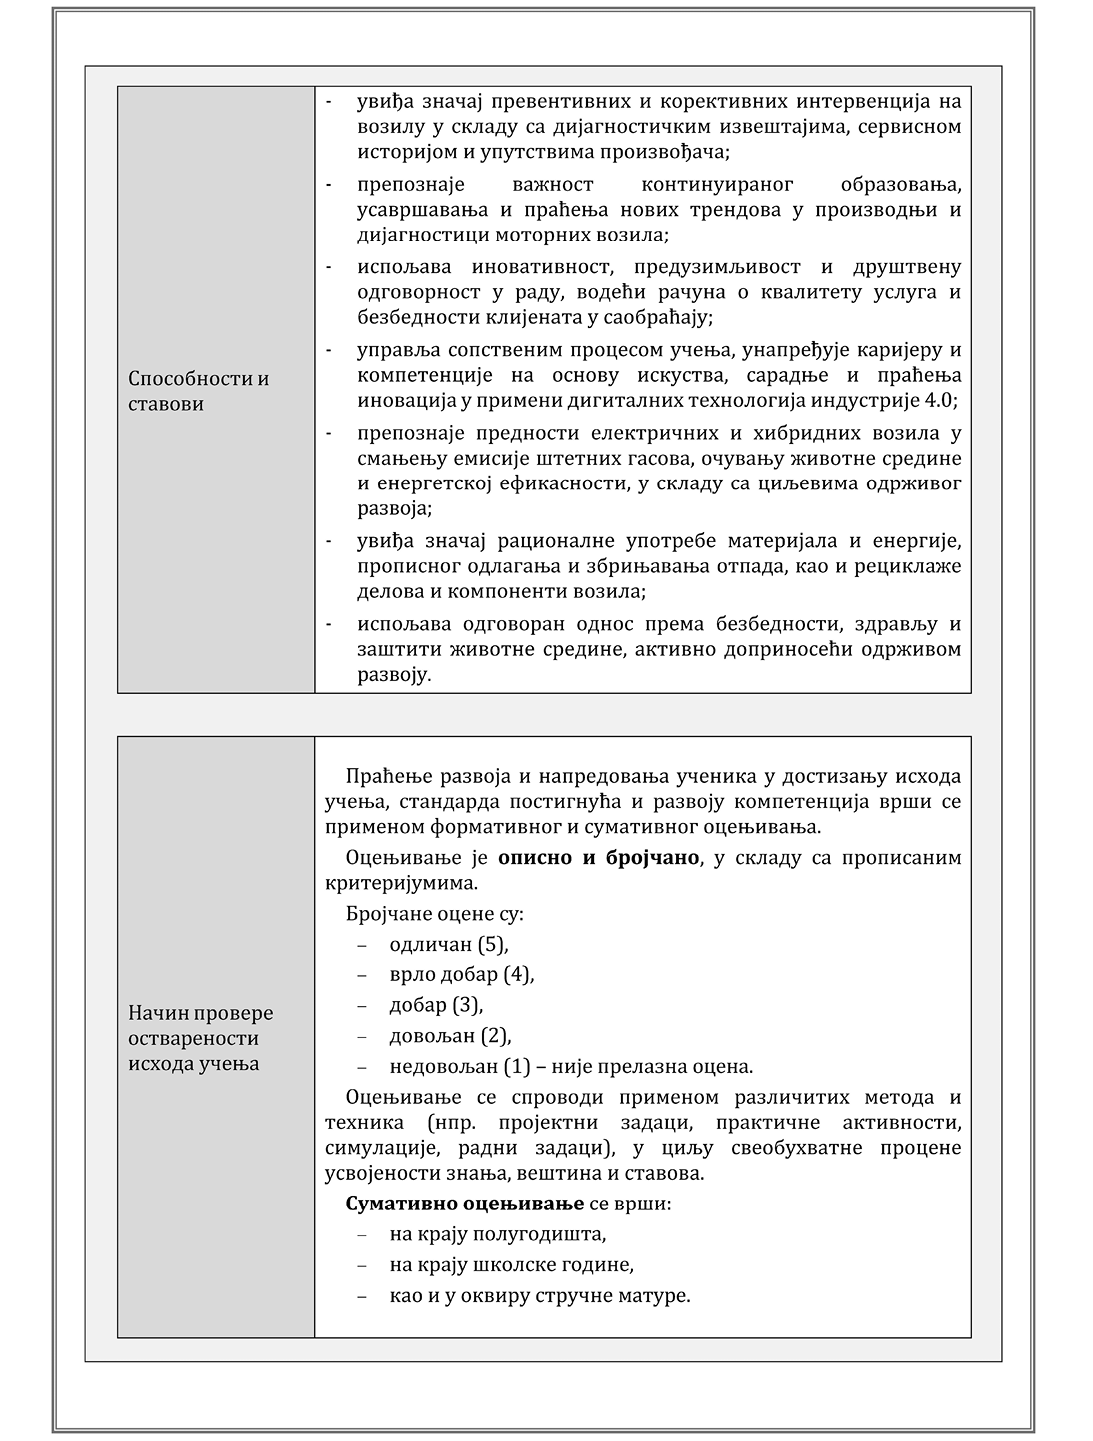 Способности и
ставови
- увиђа значај превентивних и корективних интервенција на
возилу у складу са дијагностичким извештајима, сервисном
историјом и упутствима произвођача;
- препознаје важност континуираног образовања,
усавршавања и праћења нових трендова у производњи и
дијагностици моторних возила;
- испољава иновативност, предузимљивост и друштвену
одговорност у раду, водећи рачуна о квалитету услуга и
безбедности клијената у саобраћају;
- управља сопственим процесом учења, унапређује каријеру и
компетенције на основу искуства, сарадње и праћења
иновација у примени дигиталних технологија индустрије 4.0;
- препознаје предности електричних и хибридних возила у
смањењу емисије штетних гасова, очувању животне средине
и енергетској ефикасности, у складу са циљевима одрживог
развоја;
- увиђа значај рационалне употребе материјала и енергије,
прописног одлагања и збрињавања отпада, као и рециклаже
делова и компоненти возила;
- испољава одговоран однос према безбедности, здрављу и
заштити животне средине, активно доприносећи одрживом
развоју.
Начин провере
остварености
исхода учења
Праћење развоја и напредовања ученика у достизању исхода
учења, стандарда постигнућа и развоју компетенција врши се
применом формативног и сумативног оцењивања.
Оцењивање је описно и бројчано, у складу са прописаним
критеријумима.
Бројчане оцене су:
– одличан (5),
– врло добар (4),
– добар (3),
– довољан (2),
– недовољан (1) – није прелазна оцена.
Оцењивање се спроводи применом различитих метода и
техника (нпр. пројектни задаци, практичне активности,
симулације, радни задаци), у циљу свеобухватне процене
усвојености знања, вештина и ставова.
Сумативно оцењивање се врши:
– на крају полугодишта,
– на крају школске године,
– као и у оквиру стручне матуре.